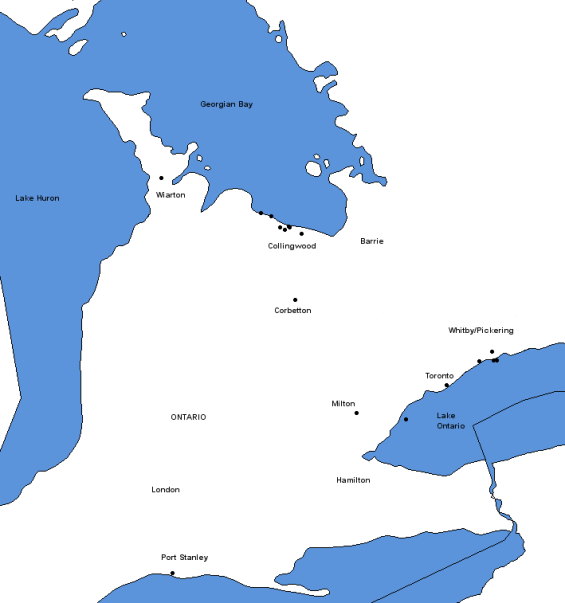 Georgian Bay
Lake Huron
Wiarton
Collingwood
Barrie
Corbetton
Whitby/Pickering
Toronto
Milton
Lake
Ontario
ONTARIO
Hamilton
London
Port Stanley